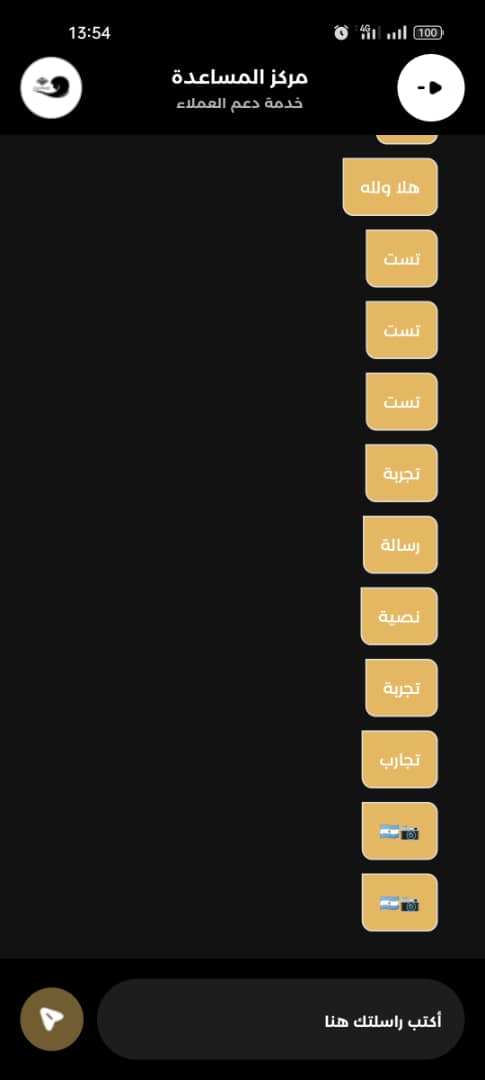 13:54
4G
100
مركز المساعدة
خدمة دعم العملاء
هلا ولله
تست
تست
تست
تجربة
رسالة
نصية
تجربة
تجارب
🇦🇷📷
🇦🇷📷
أكتب راسلتك هنا